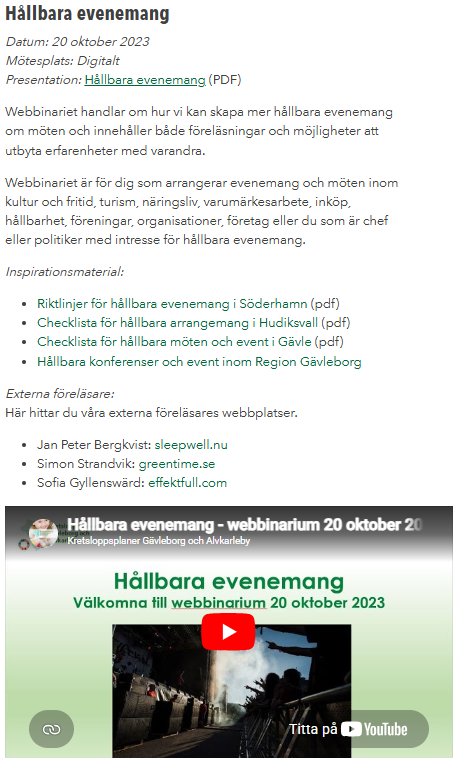 Hållbara evenemang
Datum: 20 oktober 2023
Mötesplats: Digitalt
Presentation: Hållbara evenemang (PDF)
Webbinariet handlar om hur vi kan skapa mer hållbara evenemang
om möten och innehåller både föreläsningar och möjligheter att
utbyta erfarenheter med varandra.
Webbinariet är för dig som arrangerar evenemang och möten inom
kultur och fritid, turism, näringsliv, varumärkesarbete, inköp,
hållbarhet, föreningar, organisationer, företag eller du som är chef
eller politiker med intresse för hållbara evenemang.
Inspirationsmaterial:
Riktlinjer för hållbara evenemang i Söderhamn (pdf)
Checklista för hållbara arrangemang i Hudiksvall (pdf)
Checklista för hållbara möten och event i Gävle (pdf)
Hållbara konferenser och event inom Region Gävleborg
Externa föreläsare:
Här hittar du våra externa föreläsares webbplatser.
Jan Peter Bergkvist: sleepwell.nu
Simon Strandvik: greentime.se
Sofia Gyllenswärd: effektfull.com
Hållbara evenemang - webbinarium 20 oktober 20
Kretsloppsplaner Gävleborg och Älvkarleby
Hållbara evenemang
Välkomna till webbinarium 20 oktober 2023
Titta på YouTube